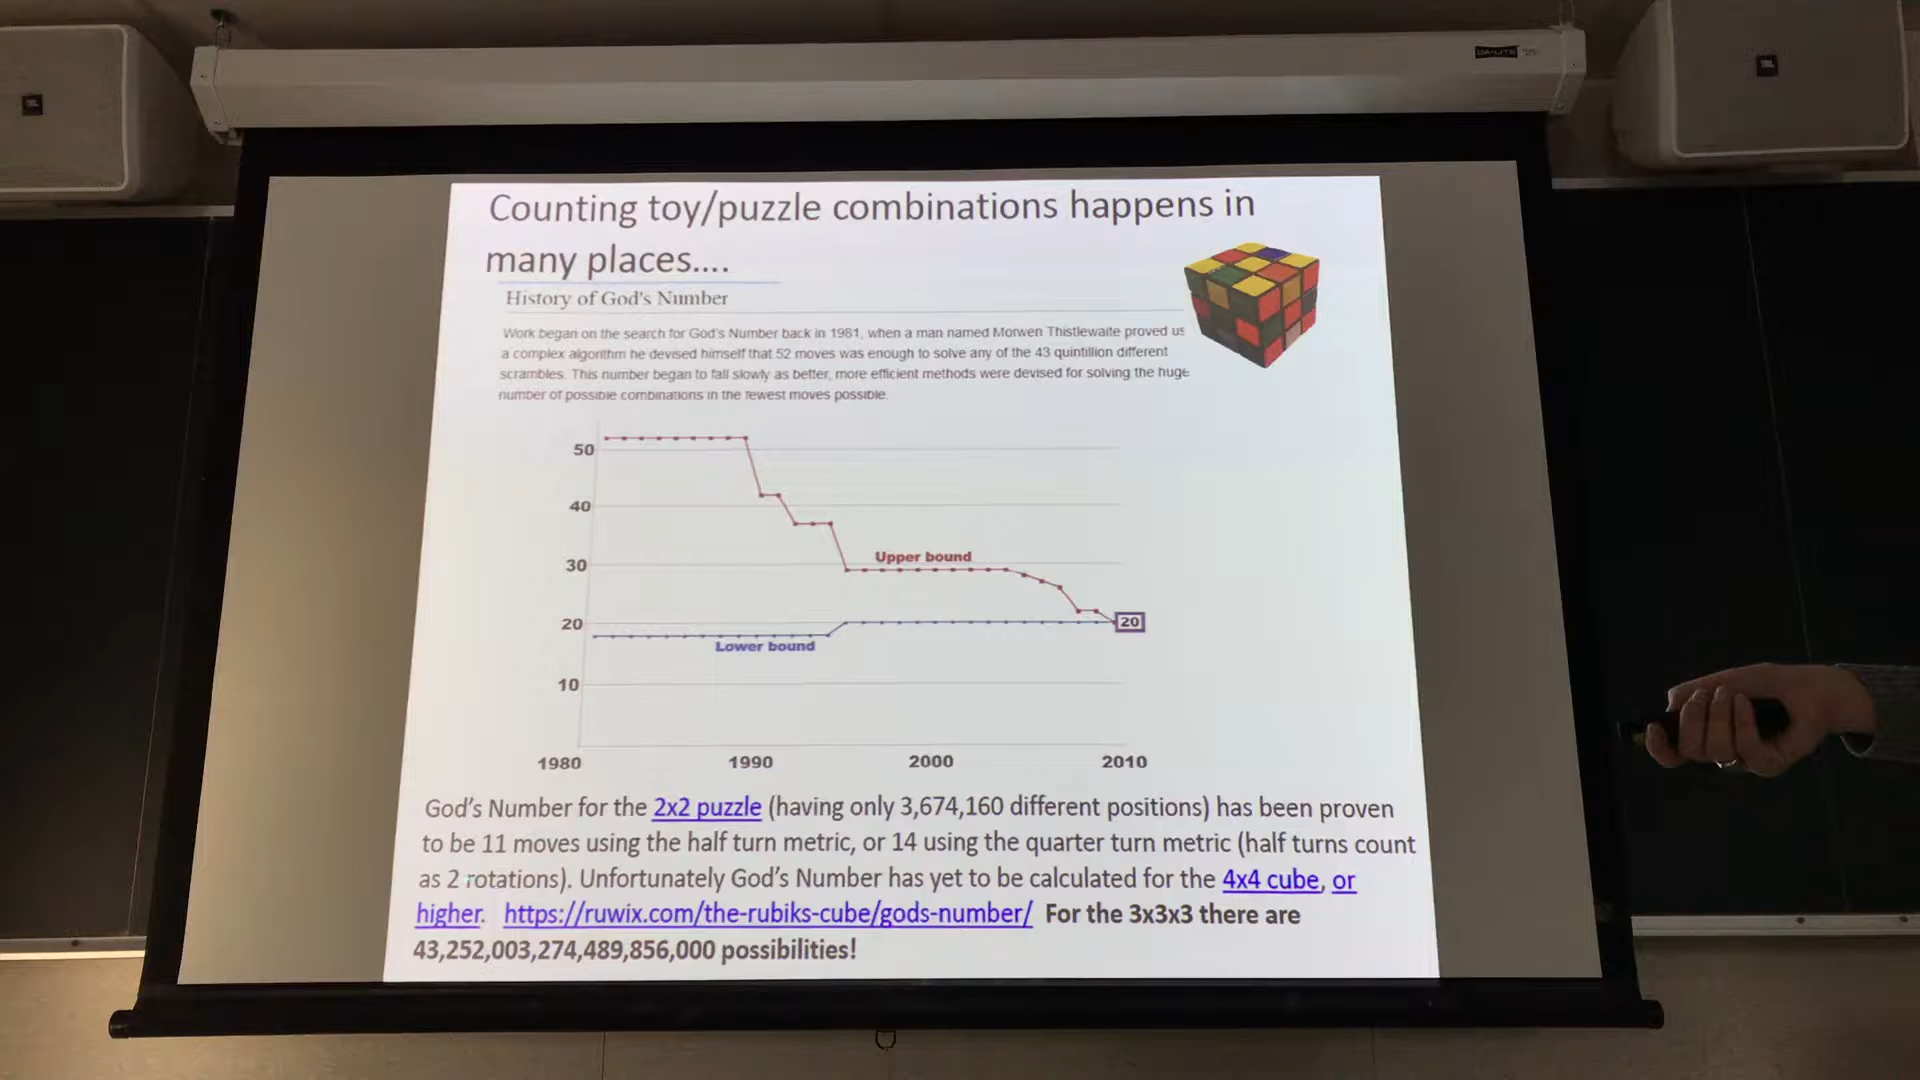 DA-LITE
JBL
JBL
Counting toy/puzzle combinations happens in
many places....
History of God's Number
Work began on the search for God's Number back in 1981, when a man named Morwen Thistlewaite proved us
a complex algorithm he devised himself that 52 moves was enough to solve any of the 43 quintillion different
scrambles. This number began to fall slowly as better, more efficient methods were devised for solving the huge
number of possible combinations in the fewest moves possible.
50
40
30
20
10
Upper bound
20
Lower bound
1980 1990 2000 2010
God's Number for the 2x2 puzzle (having only 3,674,160 different positions) has been proven
to be 11 moves using the half turn metric, or 14 using the quarter turn metric (half turns count
as 2 rotations). Unfortunately God's Number has yet to be calculated for the 4x4 cube, or
higher. https://ruwix.com/the-rubiks-cube/gods-number/ For the 3x3x3 there are
43,252,003,274,489,856,000 possibilities!